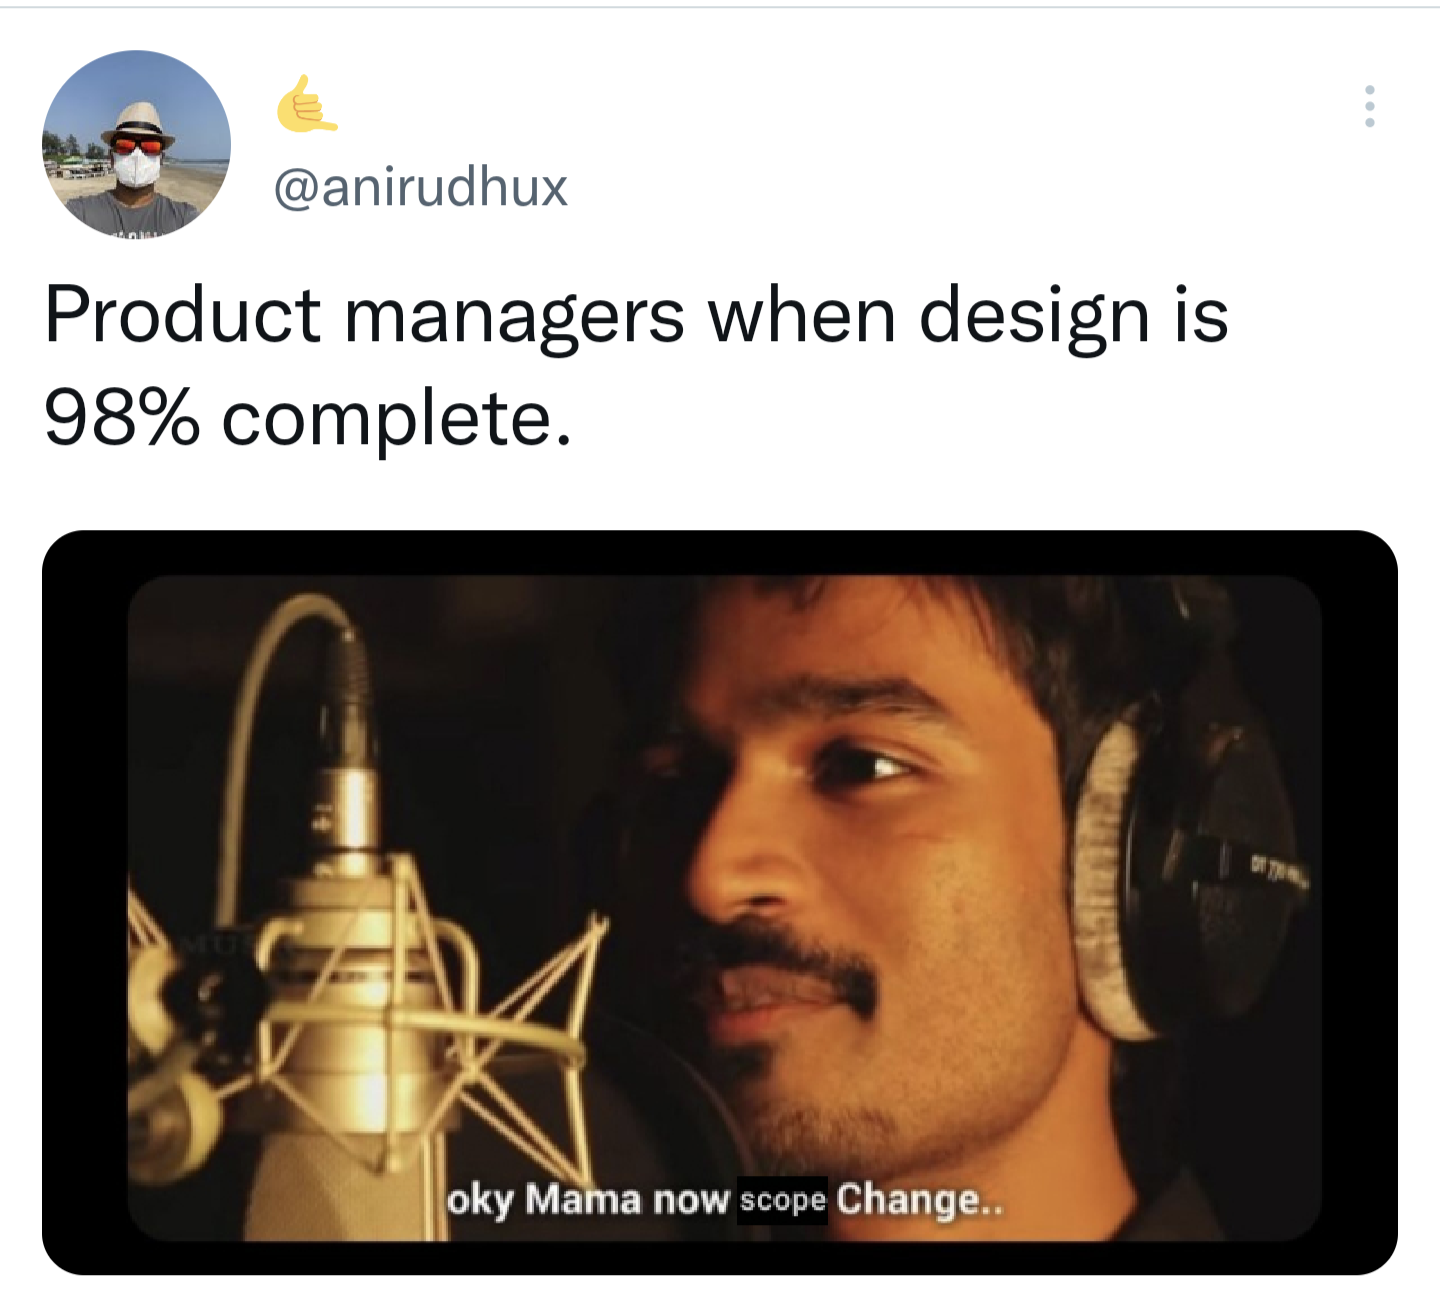 🤙
@anirudhux
Product managers when design is
98% complete.
oky Mama now scope Change..